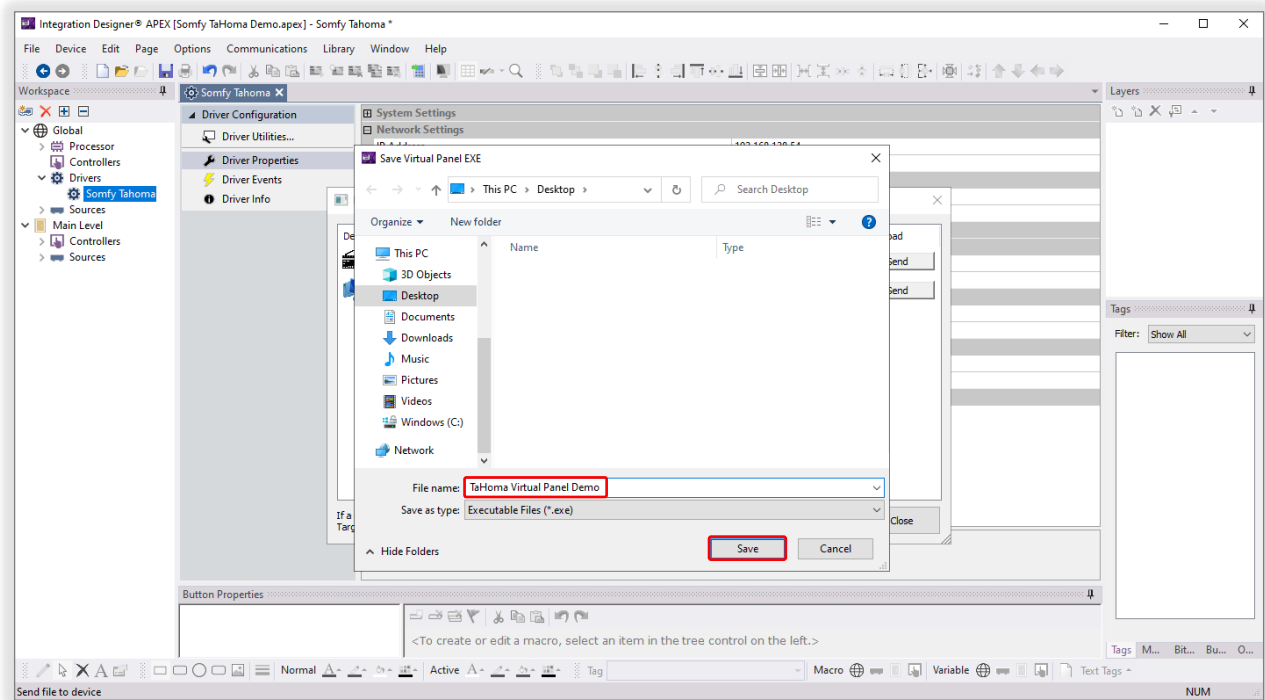 Integration Designer® APEX [Somfy TaHoma Demo.apex] - Somfy Tahoma *
File Device Edit Page Options Communications Library Window Help
Workspace
Somfy Tahoma
Layers
Global
Processor
Controllers
Drivers
Somfy Tahoma
Sources
Main Level
Controllers
Sources
Driver Configuration
Driver Utilities...
Driver Properties
Driver Events
Driver Info
System Settings
Network Settings
Save Virtual Panel EXE
This PC > Desktop >
Search Desktop
Organize
New folder
Name
Type
This PC
3D Objects
Desktop
Documents
Downloads
Music
Pictures
Videos
Windows (C:)
Network
File name: TaHoma Virtual Panel Demo
Save as type: Executable Files (*.exe)
Hide Folders
Save
Cancel
Send
Send
If a
Close
Tags
Filter: Show All
Button Properties
<To create or edit a macro, select an item in the tree control on the left.>
Tags M... Bit... Bu... O...
Normal
Active
Tag
Macro
Variable
Text Tags
Send file to device
NUM